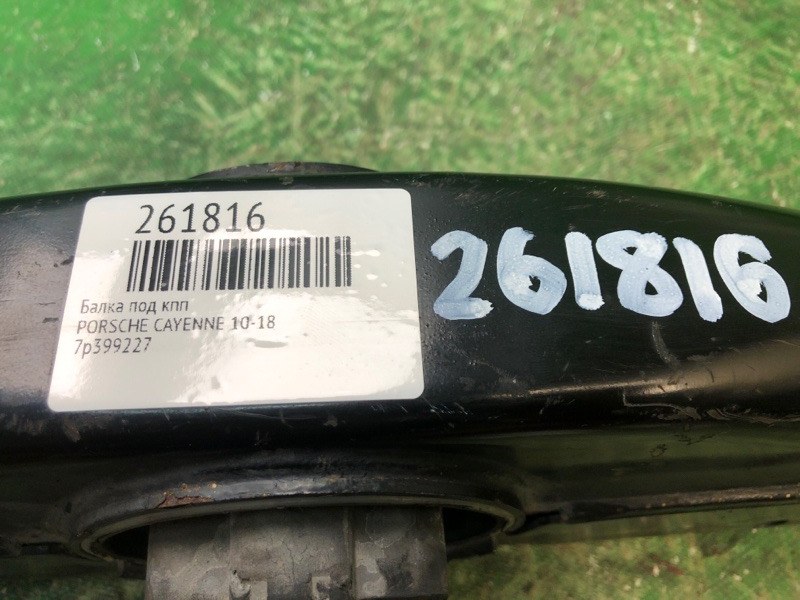 261816
Балка под кпп
PORSCHE CAYENNE 10-18
7p399227
261816